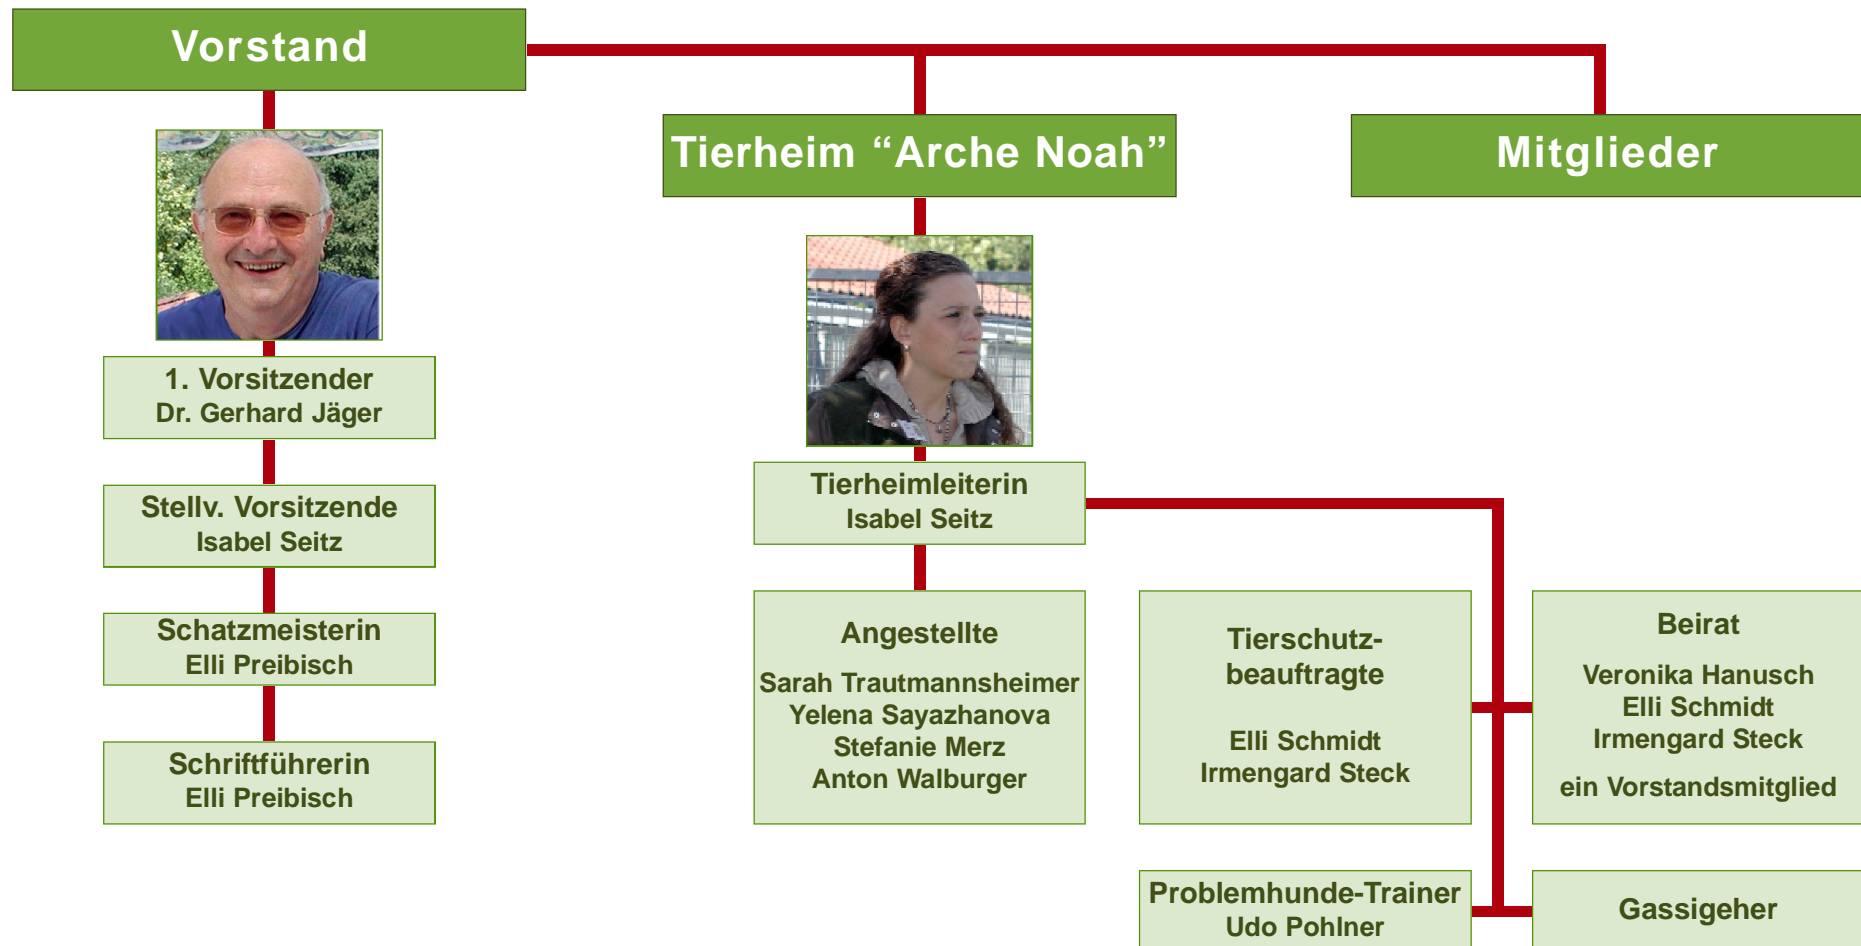 Vorstand
Tierheim “Arche Noah”
Mitglieder
1. Vorsitzender
Dr. Gerhard Jäger
Stellv. Vorsitzende
Isabel Seitz
Schatzmeisterin
Elli Preibisch
Schriftführerin
Elli Preibisch
Tierheimleiterin
Isabel Seitz
Angestellte
Sarah Trautmannsheimer
Yelena Sayazhanova
Stefanie Merz
Anton Walburger
Tierschutz-
beauftragte
Elli Schmidt
Irmengard Steck
Beirat
Veronika Hanusch
Elli Schmidt
Irmengard Steck
ein Vorstandsmitglied
Problemhunde-Trainer
Udo Pohlner
Gassigeher